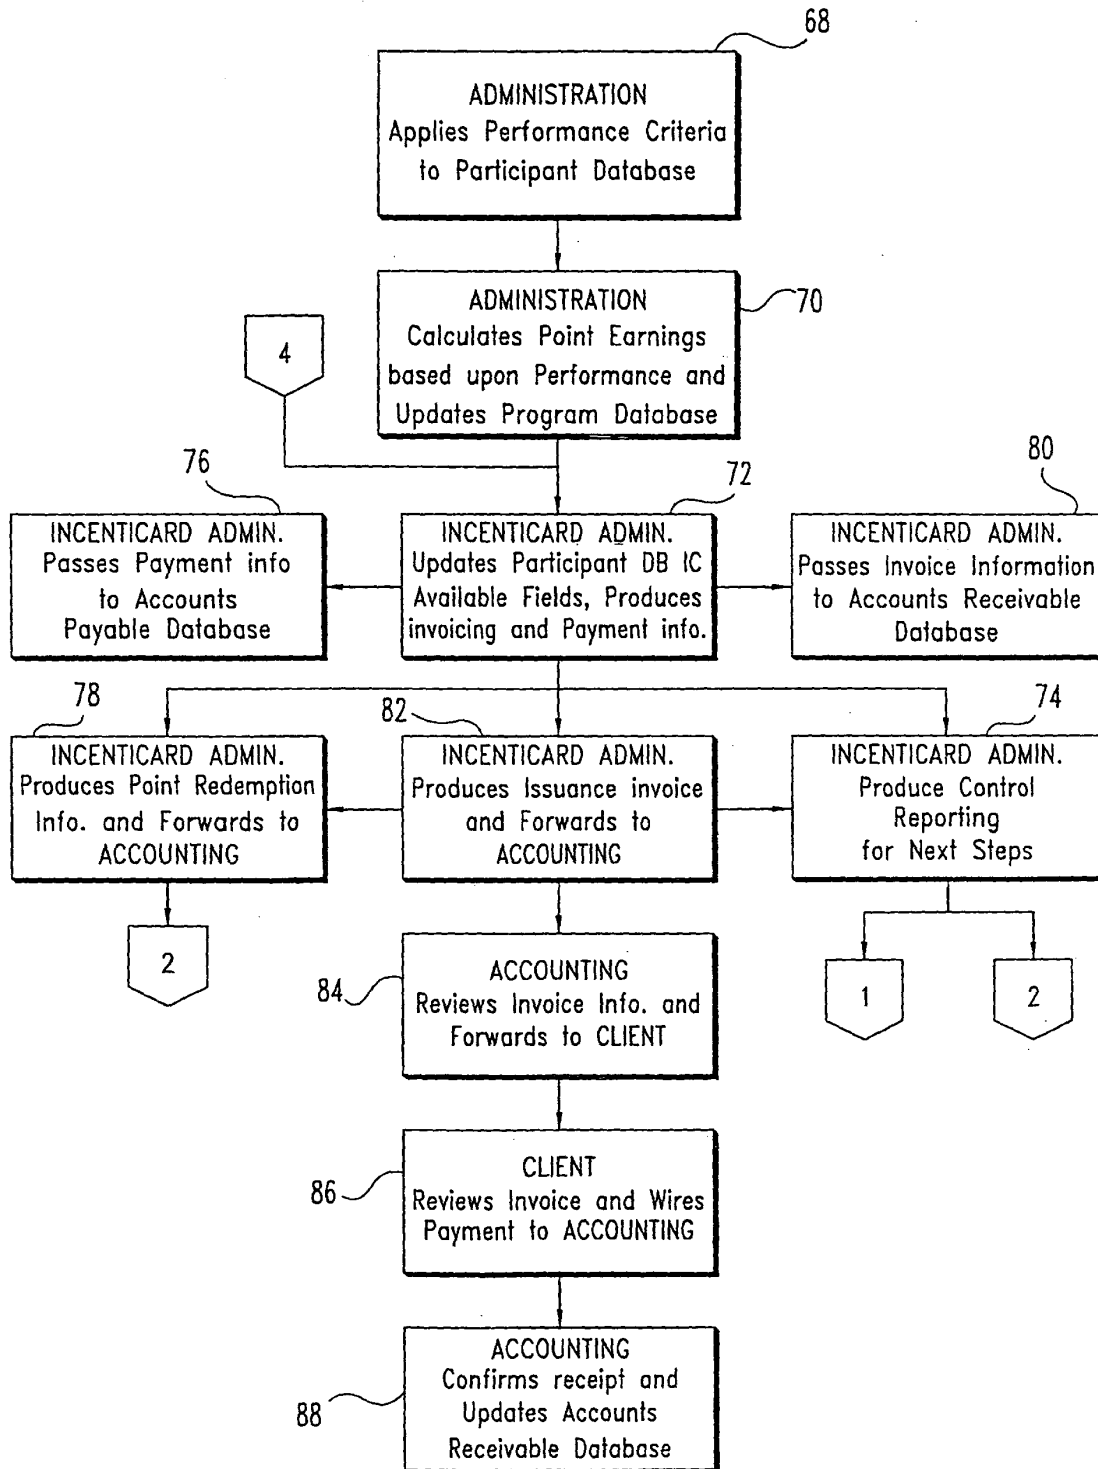 68
ADMINISTRATION
Applies Performance Criteria
to Participant Database
ADMINISTRATION
Calculates Point Earnings
based upon Performance and
Updates Program Database
70
4
76
INCENTICARD ADMIN.
Passes Payment info
to Accounts
Payable Database
72
INCENTICARD ADMIN.
Updates Participant DB IC
Available Fields, Produces
invoicing and Payment info.
80
INCENTICARD ADMIN.
Passes Invoice Information
to Accounts Receivable
Database
78
INCENTICARD ADMIN.
Produces Point Redemption
Info. and Forwards to
ACCOUNTING
82
INCENTICARD ADMIN.
Produces Issuance invoice
and Forwards to
ACCOUNTING
74
INCENTICARD ADMIN.
Produce Control
Reporting
for Next Steps
2
1
2
84
ACCOUNTING
Reviews Invoice Info. and
Forwards to CLIENT
86
CLIENT
Reviews Invoice and Wires
Payment to ACCOUNTING
88
ACCOUNTING
Confirms receipt and
Updates Accounts
Receivable Database